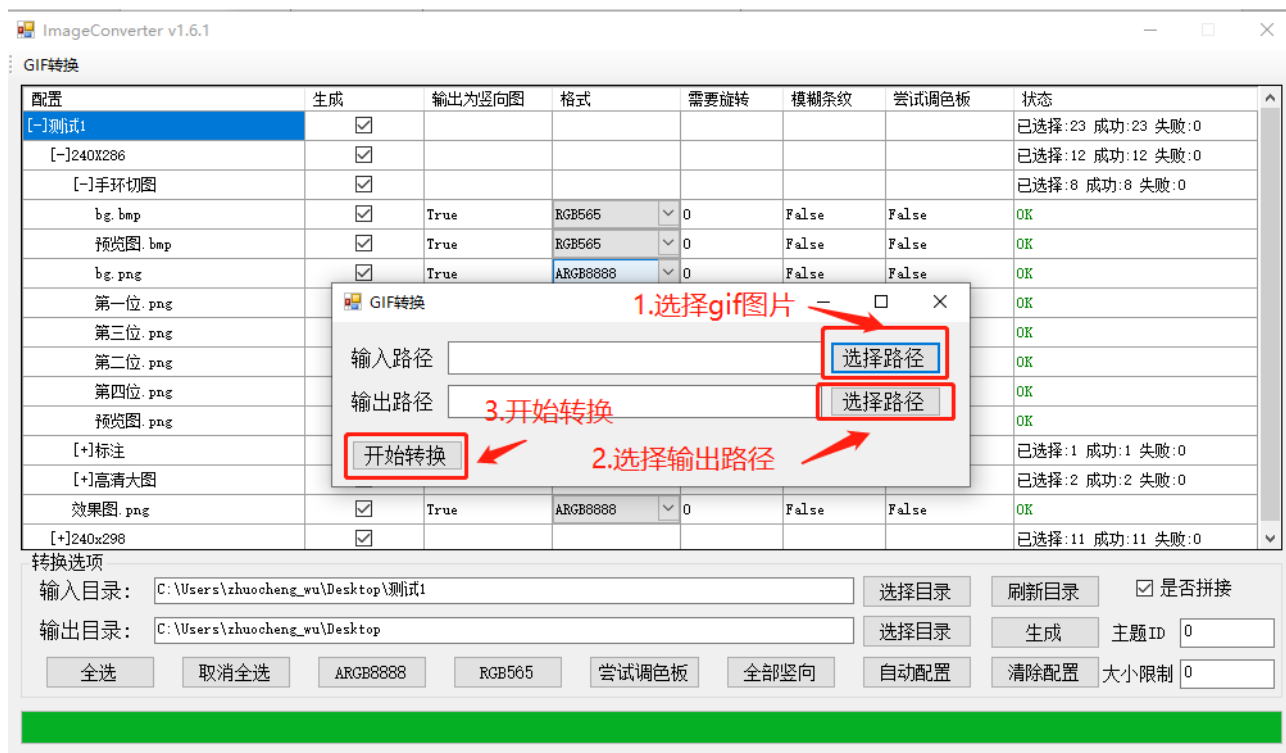 ImageConverter v1.6.1
GIF转换
配置 生成 输出为竖向图 格式 需要旋转 模糊条纹 尝试调色板 状态
[-]测试1 已选择:23 成功:23 失败:0
[-]240X286 已选择:12 成功:12 失败:0
[-]手环切图 已选择:8 成功:8 失败:0
bg.bmp True RGB565 0 False False OK
预览图.bmp True RGB565 0 False False OK
bg.png True ARGB8888 0 False False OK
第一位.png OK
第三位.png OK
第二位.png OK
第四位.png OK
预览图.png OK
[+]标注 已选择:1 成功:1 失败:0
[+]高清大图 已选择:2 成功:2 失败:0
效果图.png True ARGB8888 0 False False OK
[+]240x298 已选择:11 成功:11 失败:0
GIF转换
1.选择gif图片
输入路径 选择路径
输出路径 选择路径
3.开始转换
开始转换
2.选择输出路径
转换选项
输入目录: C:\Users\zhuocheng_wu\Desktop\测试1 选择目录 刷新目录 是否拼接
输出目录: C:\Users\zhuocheng_wu\Desktop 选择目录 生成 主题ID 0
全选 取消全选 ARGB8888 RGB565 尝试调色板 全部竖向 自动配置 清除配置 大小限制 0